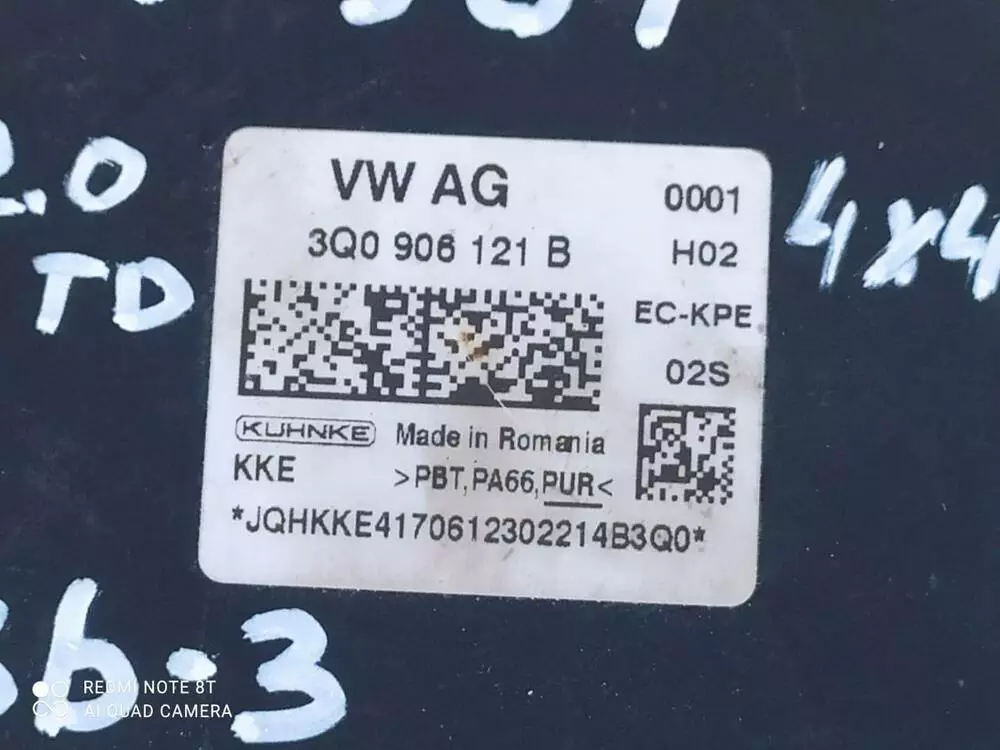 2.0
TD
4x4
VW AG
0001
3Q0 906 121 B
H02
EC-KPE
02S
KUHNKE
Made in Romania
KKE
>PBT, PA66, PUR<
*JQHKKE4170612302214B3Q0*
REDMI NOTE 8T
AI QUAD CAMERA